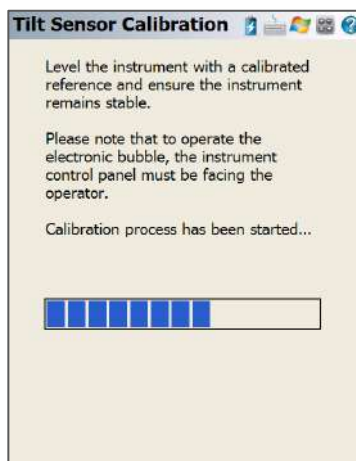 Tilt Sensor Calibration
Level the instrument with a calibrated
reference and ensure the instrument
remains stable.
Please note that to operate the
electronic bubble, the instrument
control panel must be facing the
operator.
Calibration process has been started...